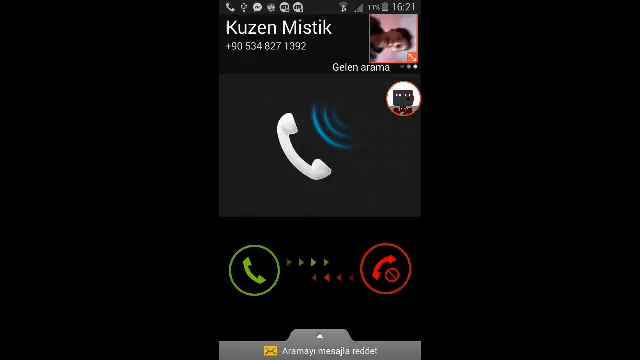 11% 16:21
Kuzen Mistik
+90 534 827 1392
Gelen arama
Aramayı mesajla reddet